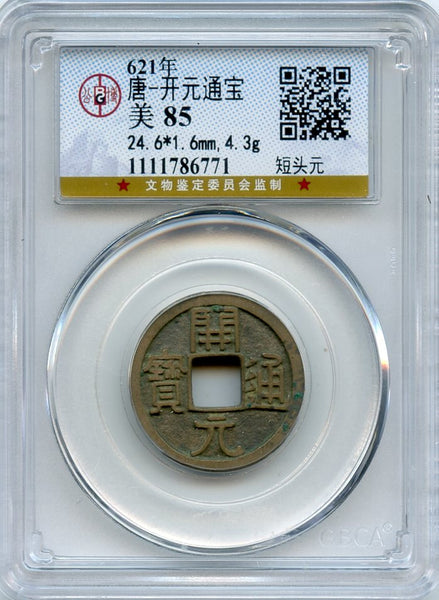 621年
唐-开元通宝
美 85
24.6*1.6mm,4.3g
1111786771
短头元
文物鉴定委员会监制
開
元
通
寶
GBCA